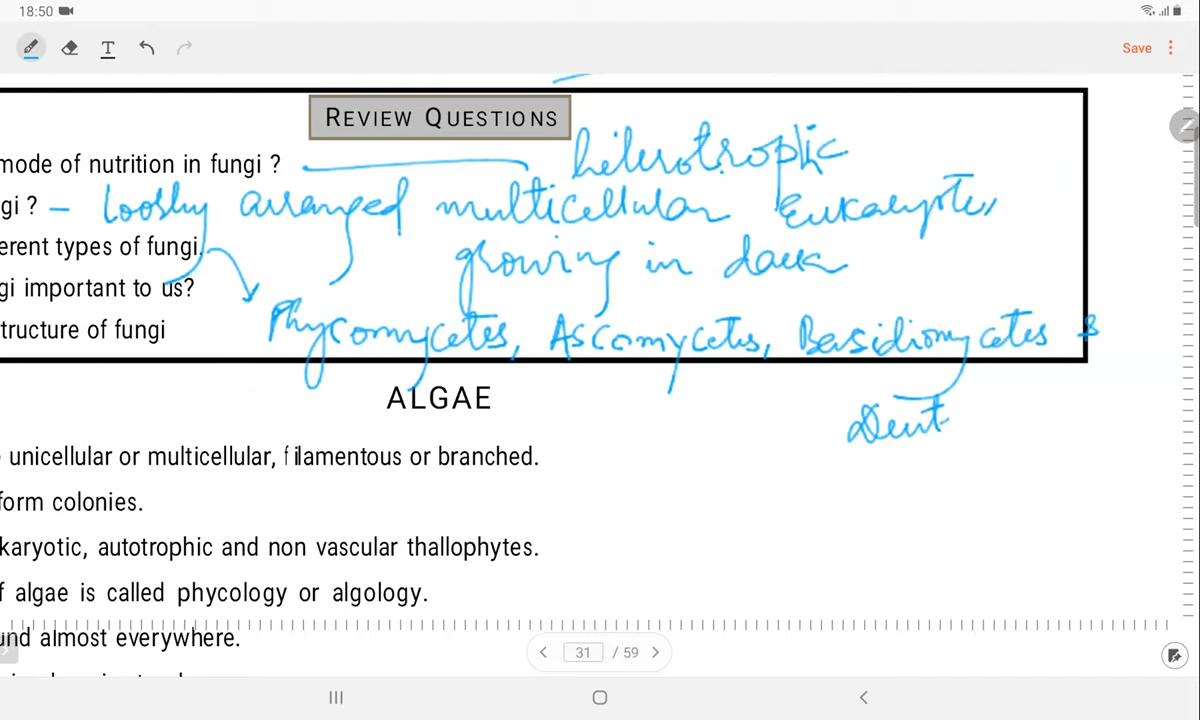 18:50
T
Save
REVIEW QUESTIONS
mode of nutrition in fungi ? heterotroplic
gi ? – Loosly arranged multicellular Eukaryotes,
erent types of fungi. growing in dark
gi important to us?
Phycomycetes, Ascomycetes, Basidiomycetes &
tructure of fungi
ALGAE
Deut
unicellular or multicellular, filamentous or branched.
form colonies.
karyotic, autotrophic and non vascular thallophytes.
f algae is called phycology or algology.
und almost everywhere.
31 / 59